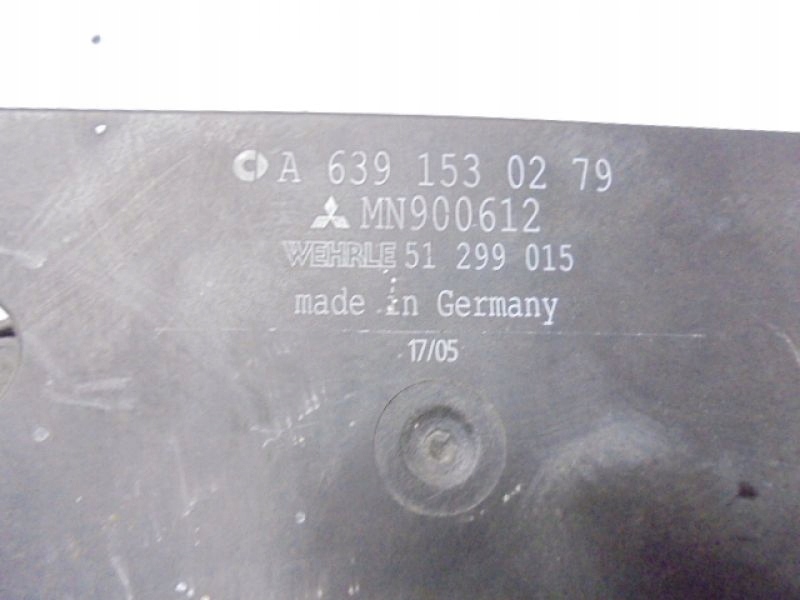 A 639 153 02 79
MN900612
WEHRLE 51 299 015
made in Germany
17/05